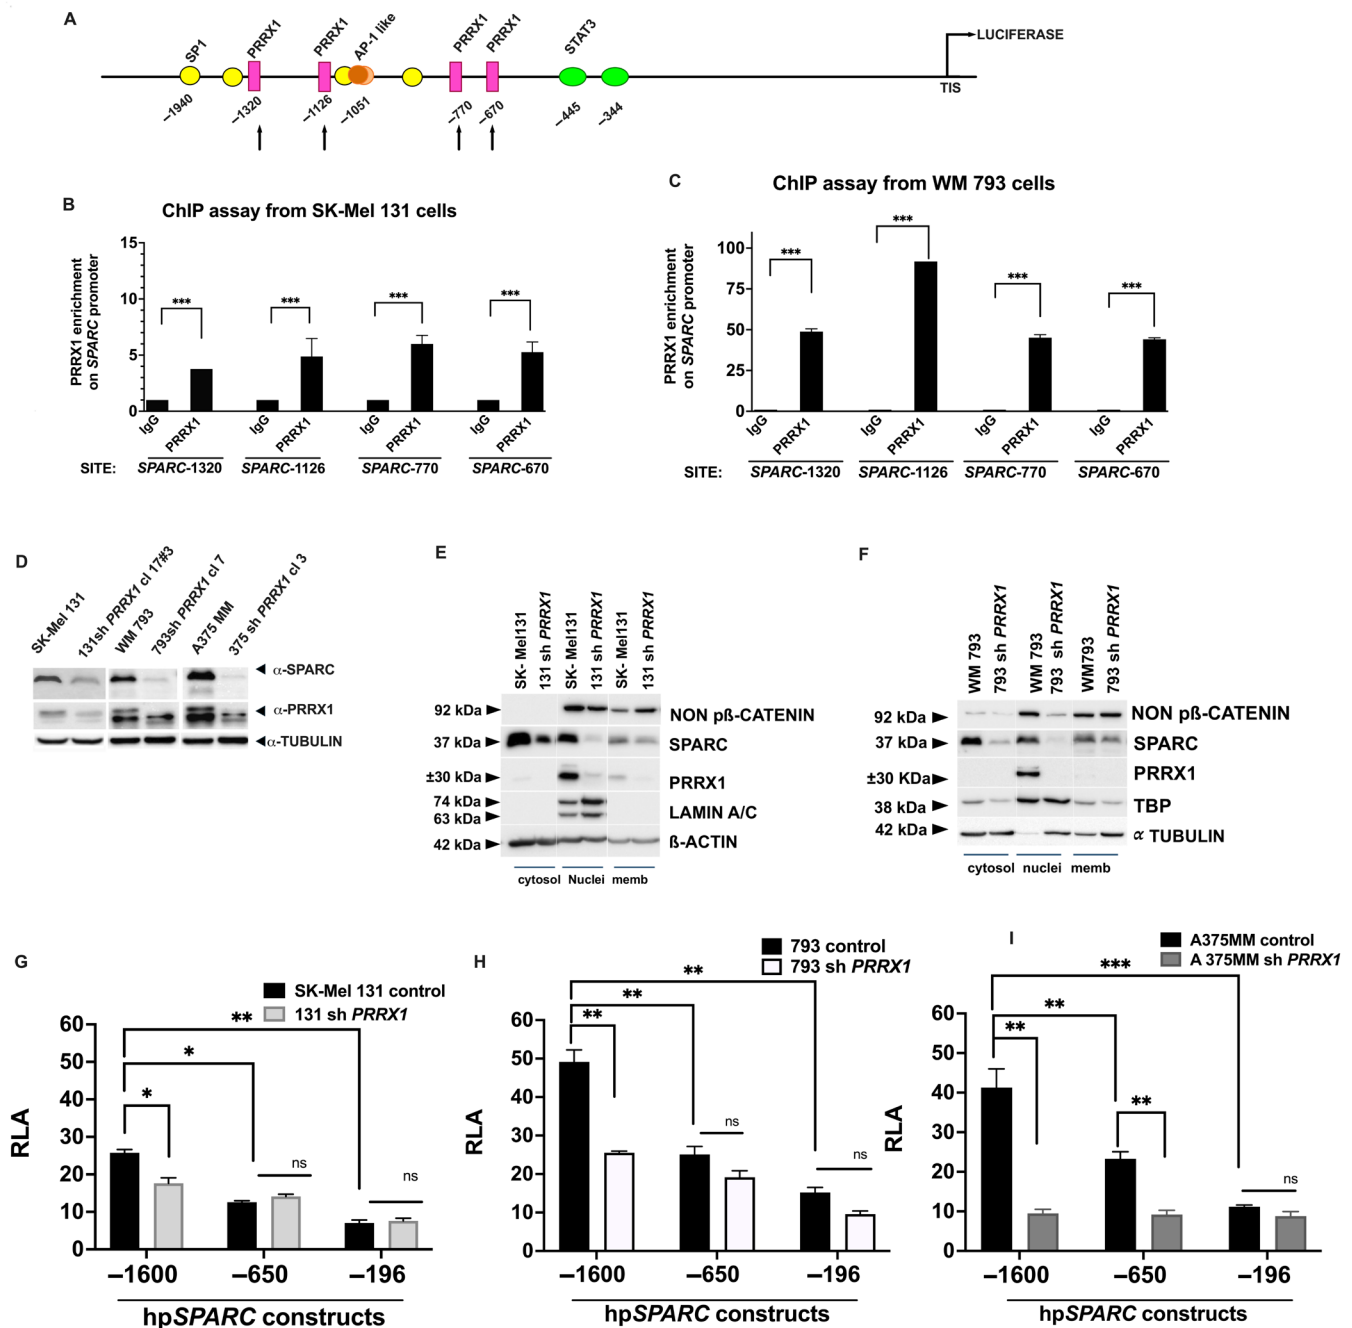 A
SP1
PRRX1
PRRX1
AP-1 like
PRRX1
PRRX1
STAT3
LUCIFERASE
TIS
–1940
–1320
–1126
–1051
–770
–670
–445
–344
B
ChIP assay from SK-Mel 131 cells
PRRX1 enrichment
on SPARC promoter
15
10
5
0
IgG
PRRX1
IgG
PRRX1
IgG
PRRX1
IgG
PRRX1
***
***
***
***
SITE: SPARC-1320 SPARC-1126 SPARC-770 SPARC-670
C
ChIP assay from WM 793 cells
PRRX1 enrichment
on SPARC promoter
100
75
50
25
0
***
***
***
***
IgG
PRRX1
IgG
PRRX1
IgG
PRRX1
IgG
PRRX1
SITE: SPARC-1320 SPARC-1126 SPARC-770 SPARC-670
D
SK-Mel 131
131sh PRRX1 cl 17#3
WM 793
793sh PRRX1 cl 7
A375 MM
375 sh PRRX1 cl 3
α-SPARC
α-PRRX1
α-TUBULIN
E
SK- Mel131
131 sh PRRX1
SK- Mel131
131 sh PRRX1
SK- Mel131
131 sh PRRX1
92 kDa NON pß-CATENIN
37 kDa SPARC
±30 kDa PRRX1
74 kDa
63 kDa LAMIN A/C
42 kDa ß-ACTIN
cytosol Nuclei memb
F
WM 793
793 sh PRRX1
WM 793
793 sh PRRX1
WM793
793 sh PRRX1
92 kDa NON pß-CATENIN
37 kDa SPARC
±30 KDa PRRX1
38 kDa TBP
42 kDa α TUBULIN
cytosol nuclei memb
G
SK-Mel 131 control
131 sh PRRX1
RLA
60
50
40
30
20
10
0
**
*
*
ns
ns
–1600 –650 –196
hpSPARC constructs
H
793 control
793 sh PRRX1
RLA
60
50
40
30
20
10
0
**
**
**
ns
ns
–1600 –650 –196
hpSPARC constructs
I
A375MM control
A 375MM sh PRRX1
RLA
60
50
40
30
20
10
0
***
**
**
**
ns
–1600 –650 –196
hpSPARC constructs